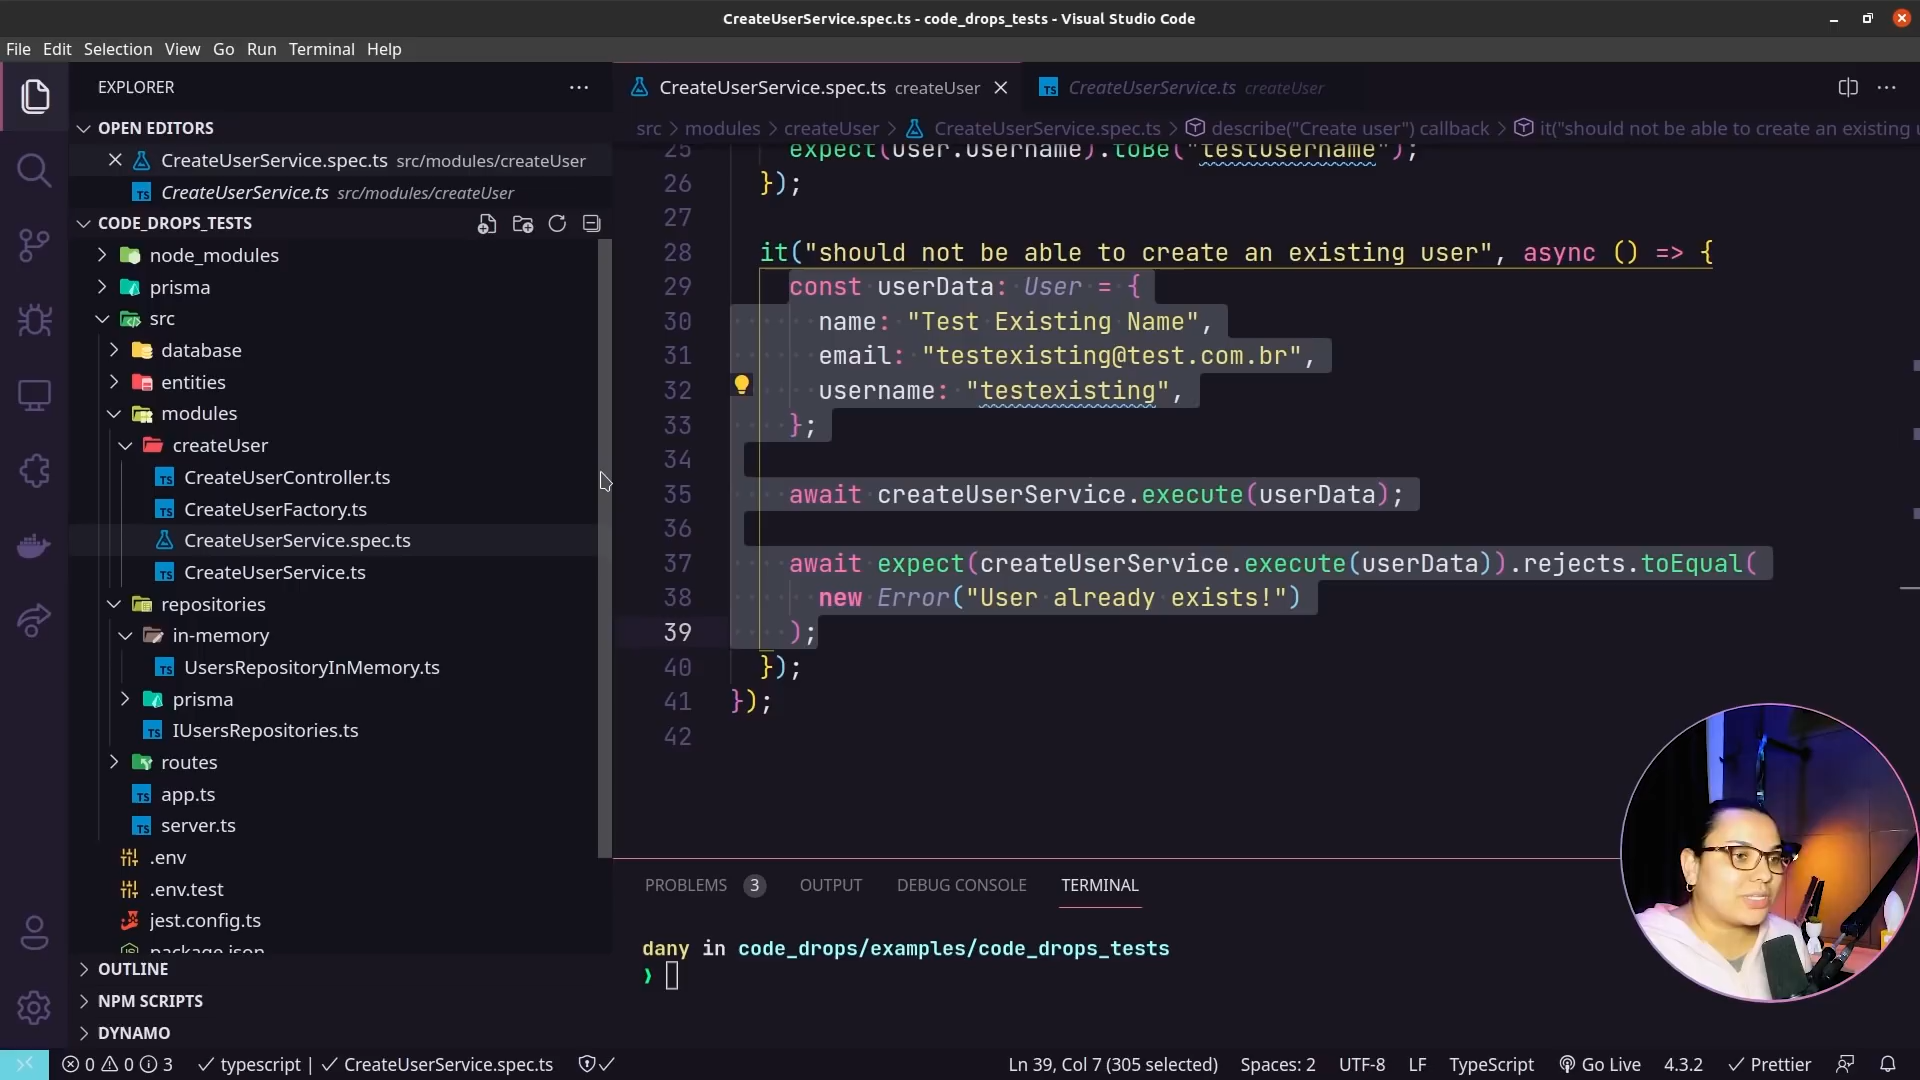 CreateUserService.spec.ts - code_drops_tests - Visual Studio Code
File Edit Selection View Go Run Terminal Help
EXPLORER
OPEN EDITORS
CreateUserService.spec.ts src/modules/createUser
CreateUserService.ts src/modules/createUser
CODE_DROPS_TESTS
node_modules
prisma
src
database
entities
modules
createUser
CreateUserController.ts
CreateUserFactory.ts
CreateUserService.spec.ts
CreateUserService.ts
repositories
in-memory
UsersRepositoryInMemory.ts
prisma
IUsersRepositories.ts
routes
app.ts
server.ts
.env
.env.test
jest.config.ts
package.json
OUTLINE
NPM SCRIPTS
DYNAMO
CreateUserService.spec.ts createUser
CreateUserService.ts createUser
src > modules > createUser > CreateUserService.spec.ts > describe("Create user") callback > it("should not be able to create an existing u
25 expect(user.username).toBe("testusername");
26 });
27
28 it("should not be able to create an existing user", async () => {
29 const userData: User = {
30 name: "Test Existing Name",
31 email: "testexisting@test.com.br",
32 username: "testexisting",
33 };
34
35 await createUserService.execute(userData);
36
37 await expect(createUserService.execute(userData)).rejects.toEqual(
38 new Error("User already exists!")
39 );
40 });
41 });
42
PROBLEMS 3 OUTPUT DEBUG CONSOLE TERMINAL
dany in code_drops/examples/code_drops_tests
❯
0 0 3 typescript | CreateUserService.spec.ts Ln 39, Col 7 (305 selected) Spaces: 2 UTF-8 LF TypeScript Go Live 4.3.2 Prettier